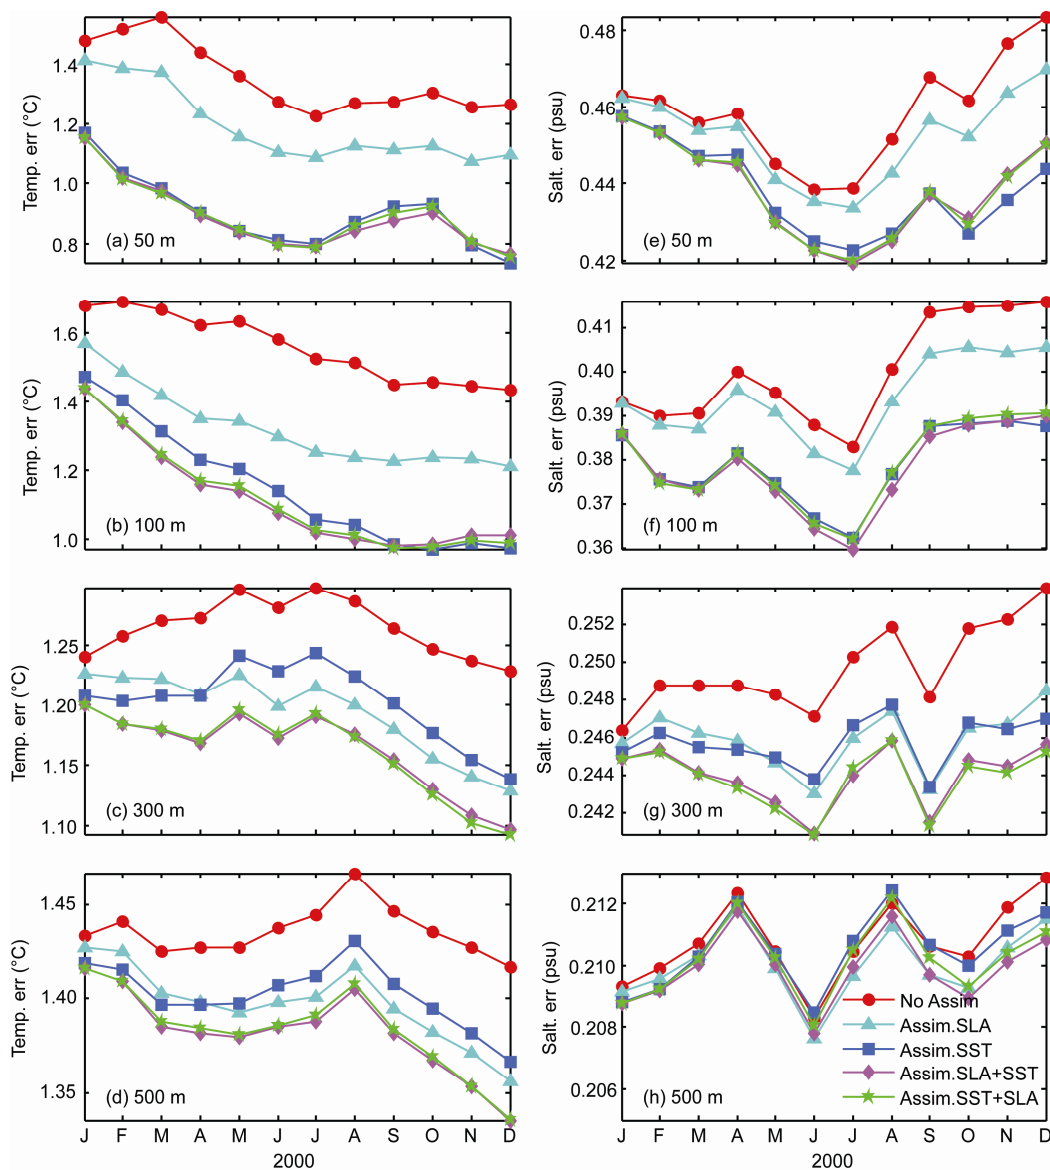 Temp. err (°C)
1.4
1.2
1.0
0.8
(a) 50 m
Salt. err (psu)
0.48
0.46
0.44
0.42
(e) 50 m
Temp. err (°C)
1.6
1.4
1.2
1.0
(b) 100 m
Salt. err (psu)
0.41
0.40
0.39
0.38
0.37
0.36
(f) 100 m
Temp. err (°C)
1.25
1.20
1.15
1.10
(c) 300 m
Salt. err (psu)
0.252
0.250
0.248
0.246
0.244
0.242
(g) 300 m
Temp. err (°C)
1.45
1.40
1.35
(d) 500 m
J F M A M J J A S O N D
2000
Salt. err (psu)
0.212
0.210
0.208
0.206
(h) 500 m
No Assim
Assim.SLA
Assim.SST
Assim.SLA+SST
Assim.SST+SLA
J F M A M J J A S O N D
2000